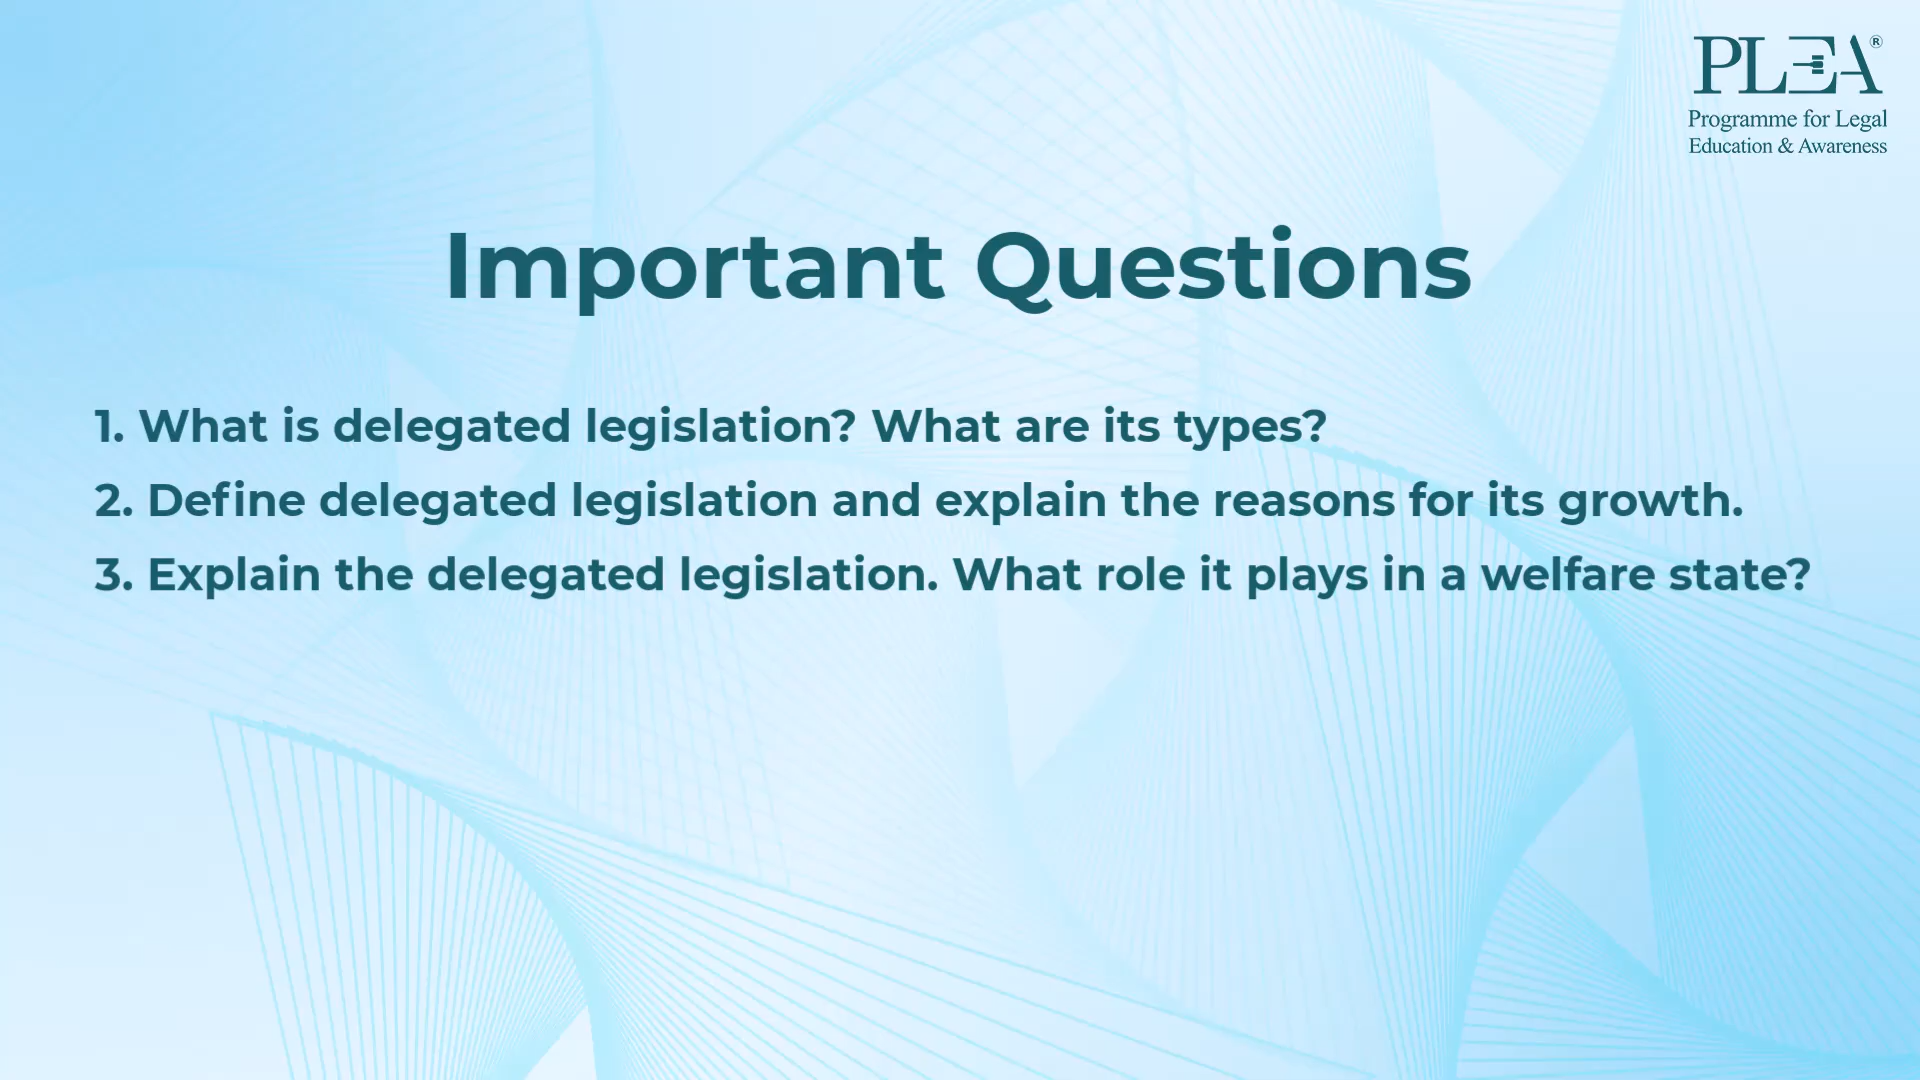 PLEA®
Programme for Legal
Education & Awareness
Important Questions
1. What is delegated legislation? What are its types?
2. Define delegated legislation and explain the reasons for its growth.
3. Explain the delegated legislation. What role it plays in a welfare state?